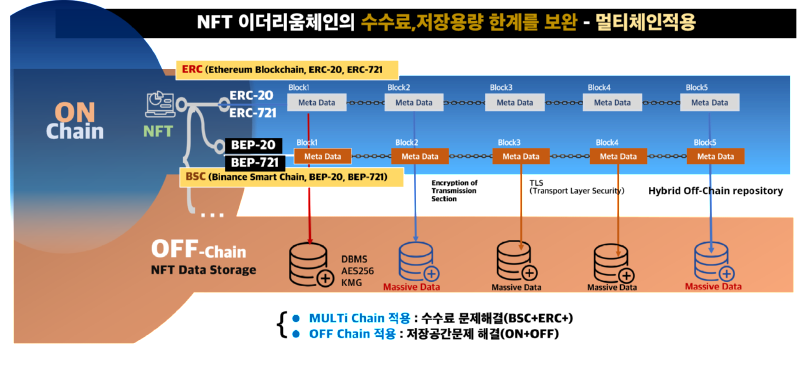 NFT 이더리움체인의 수수료,저장용량 한계를 보완 - 멀티체인적용
ERC (Ethereum Blockchain, ERC-20, ERC-721
ON
Chain
NFT
ERC-20
ERC-721
Block1
Block2
Block3
Block4
Block5
Meta Data
Meta Data
Meta Data
Meta Data
Meta Data
BEP-20
BEP-721
Block1
Block2
Block3
Block4
Block5
Meta Data
Meta Data
Meta Data
Meta Data
Meta Data
BSC (Binance Smart Chain, BEP-20, BEP-721)
Encryption of
Transmission
Section
TLS
(Transport Layer Security)
Hybrid Off-Chain repository
...
OFF-Chain
NFT Data Storage
DBMS
AES256
KMG
Massive Data
Massive Data
Massive Data
Massive Data
• MULTi Chain 적용 : 수수료 문제해결(BSC+ERC+)
• OFF Chain 적용 : 저장공간문제 해결(ON+OFF)